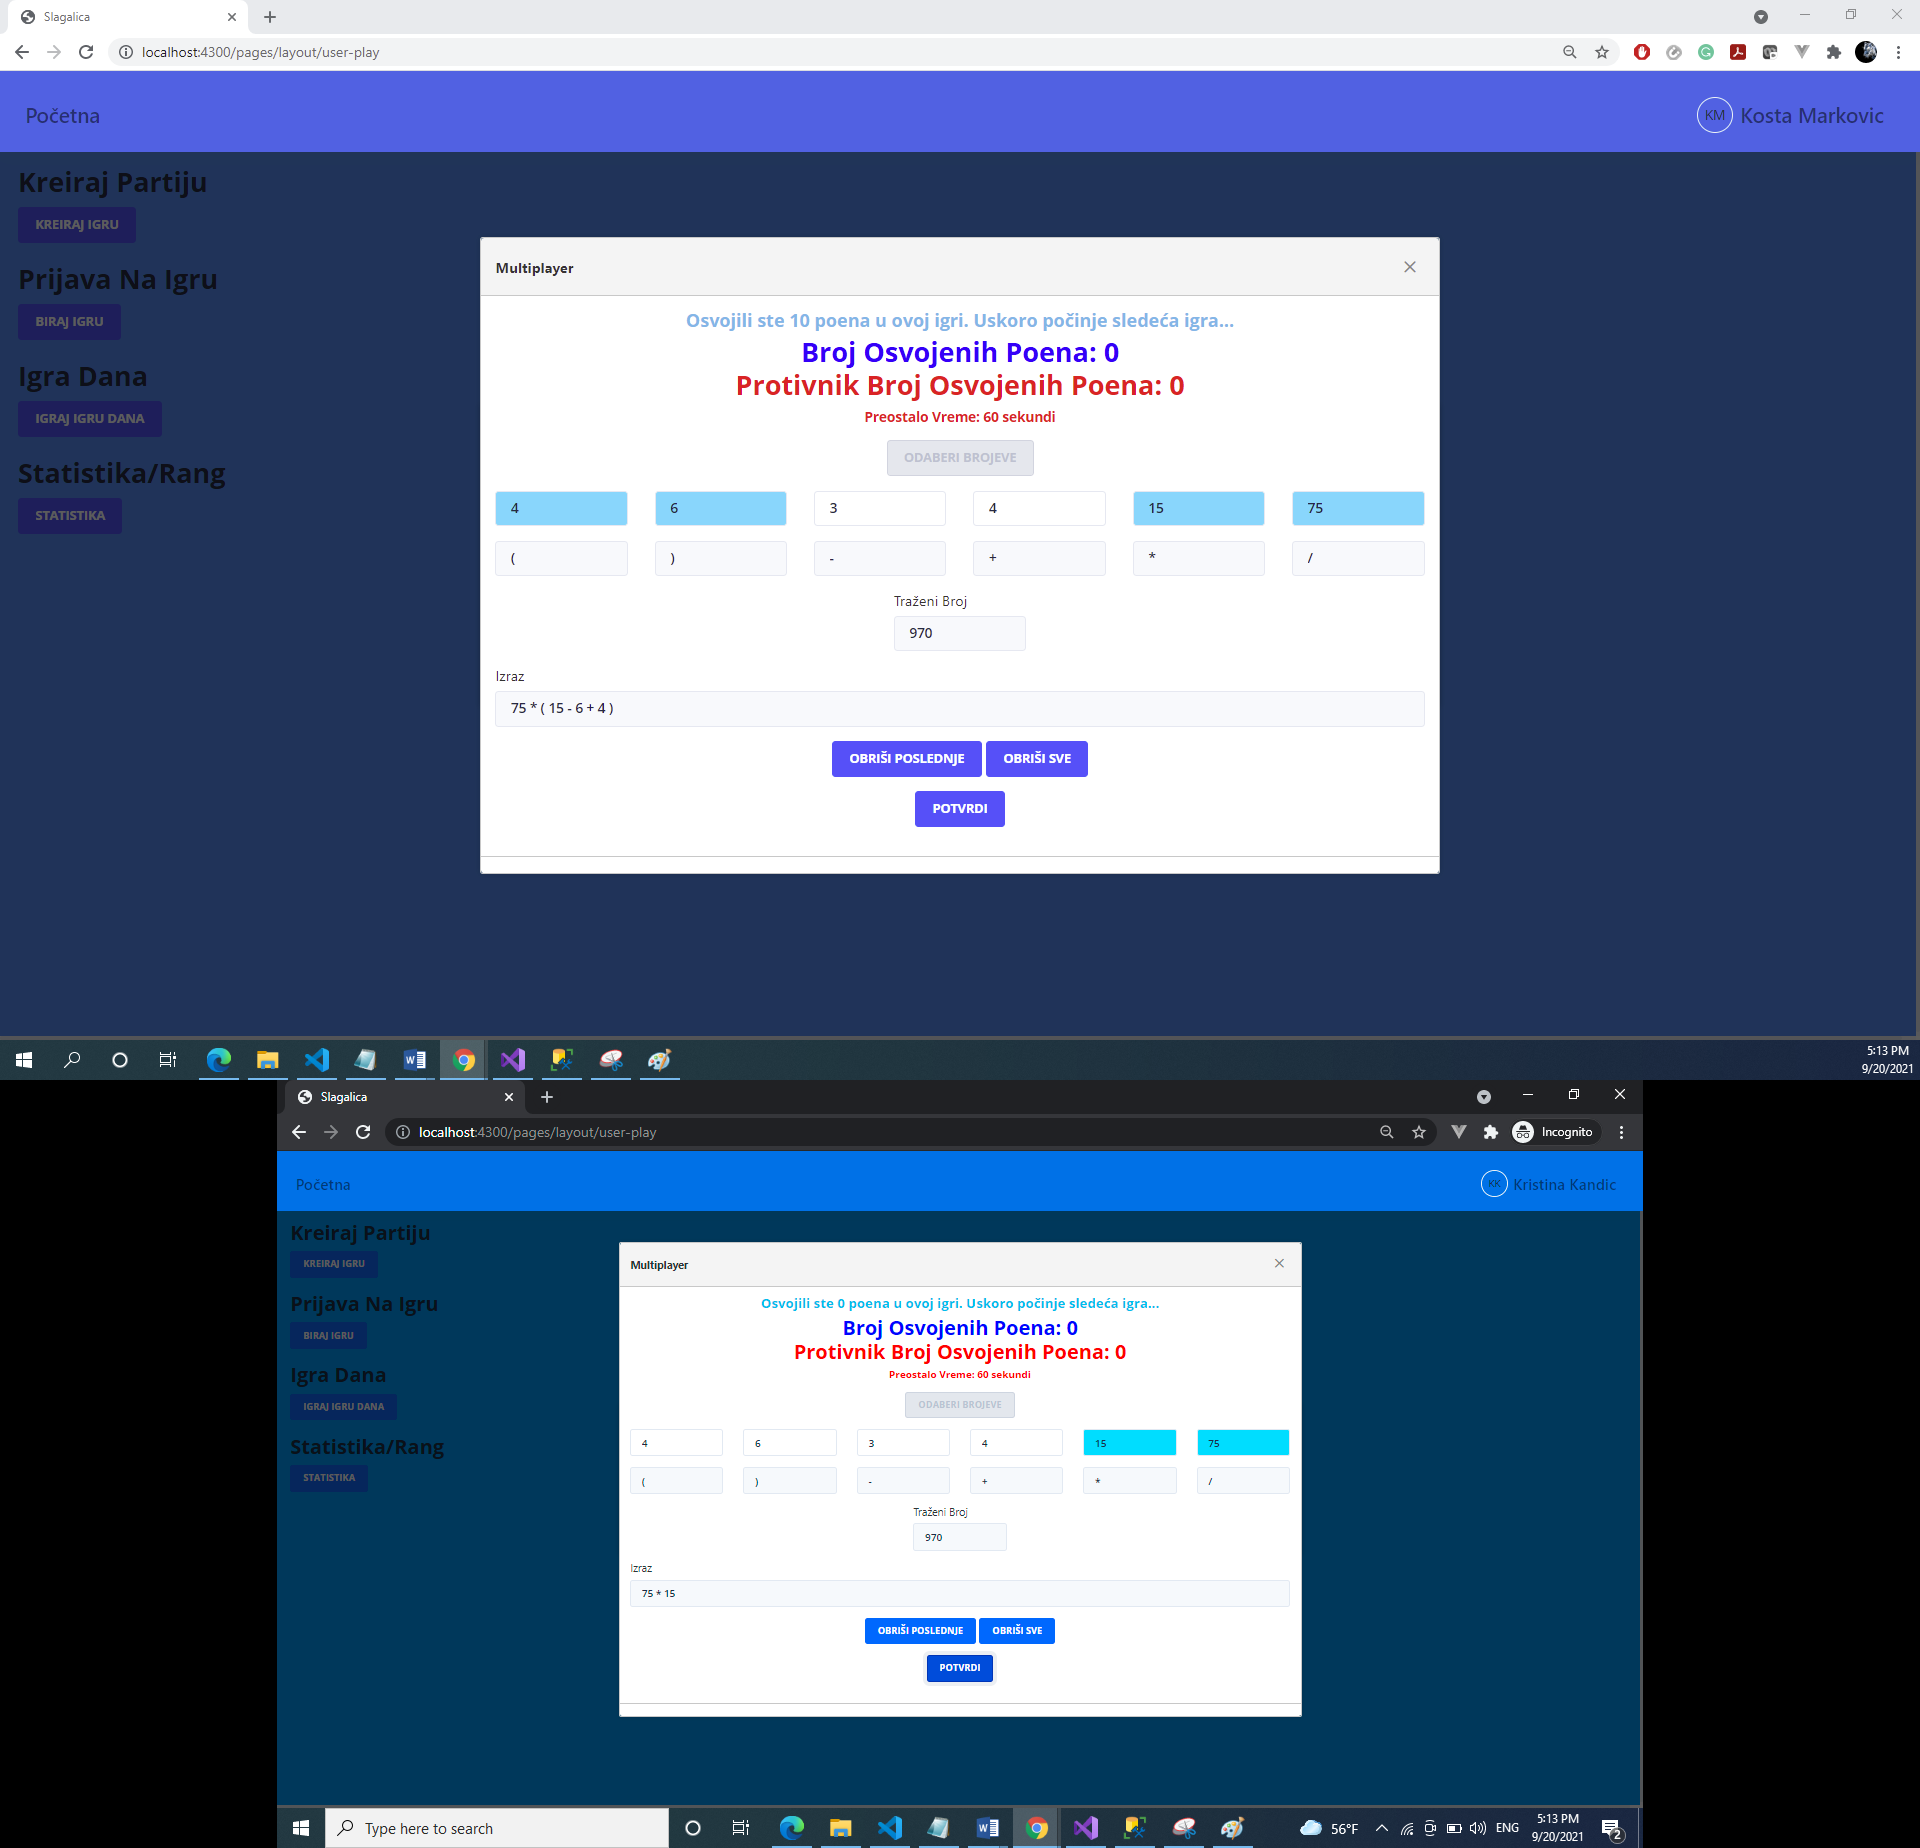 Slagalica
localhost:4300/pages/layout/user-play
Početna
KM Kosta Markovic
Kreiraj Partiju
KREIRAJ IGRU
Prijava Na Igru
BIRAJ IGRU
Igra Dana
IGRAJ IGRU DANA
Statistika/Rang
STATISTIKA
Multiplayer
Osvojili ste 10 poena u ovoj igri. Uskoro počinje sledeća igra...
Broj Osvojenih Poena: 0
Protivnik Broj Osvojenih Poena: 0
Preostalo Vreme: 60 sekundi
ODABERI BROJEVE
4 6 3 4 15 75
( ) - + * /
Traženi Broj
970
Izraz
75 * ( 15 - 6 + 4 )
OBRIŠI POSLEDNJE OBRIŠI SVE
POTVRDI
5:13 PM
9/20/2021
Slagalica
localhost:4300/pages/layout/user-play
Incognito
Početna
KK Kristina Kandic
Kreiraj Partiju
KREIRAJ IGRU
Prijava Na Igru
BIRAJ IGRU
Igra Dana
IGRAJ IGRU DANA
Statistika/Rang
STATISTIKA
Multiplayer
Osvojili ste 0 poena u ovoj igri. Uskoro počinje sledeća igra...
Broj Osvojenih Poena: 0
Protivnik Broj Osvojenih Poena: 0
Preostalo Vreme: 60 sekundi
ODABERI BROJEVE
4 6 3 4 15 75
( ) - + * /
Traženi Broj
970
Izraz
75 * 15
OBRIŠI POSLEDNJE OBRIŠI SVE
POTVRDI
Type here to search
56°F
ENG
5:13 PM
9/20/2021
2